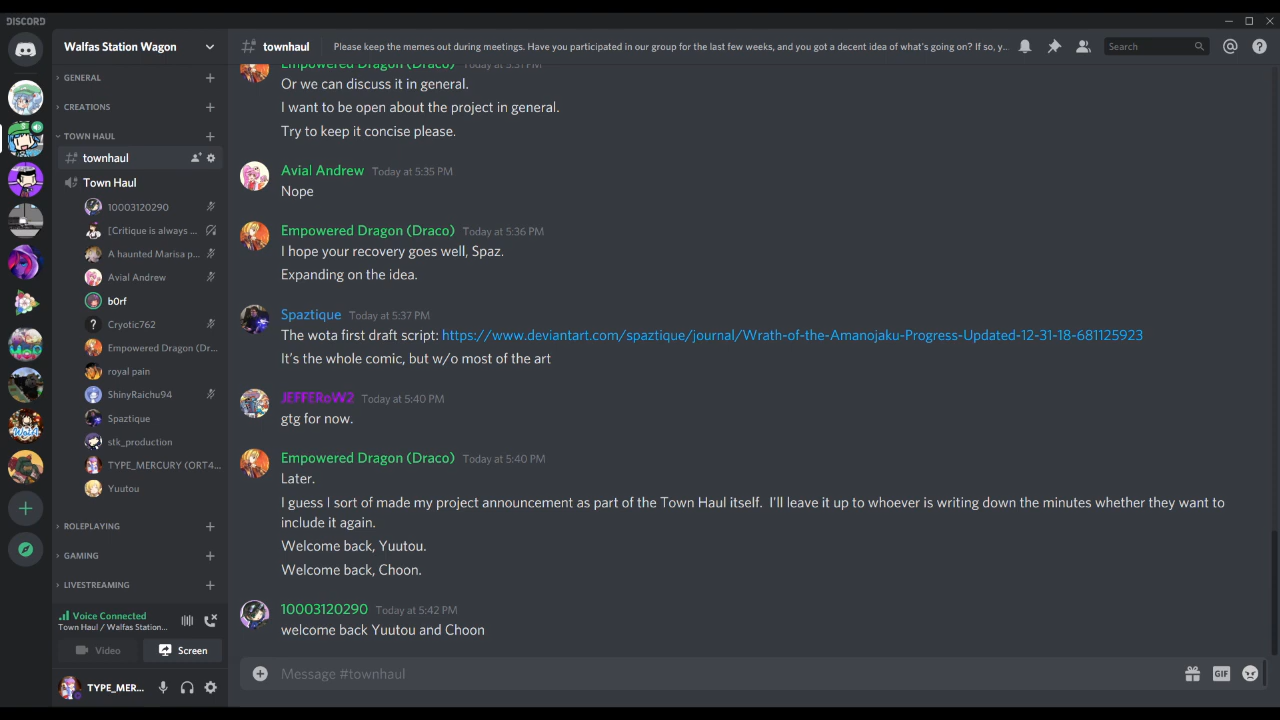 DISCORD
Walfas Station Wagon
townhaul
Please keep the memes out during meetings. Have you participated in our group for the last few weeks, and you got a decent idea of what's going on? If so, y...
Search
GENERAL
CREATIONS
TOWN HAUL
townhaul
Town Haul
10003120290
[Critique is always ...
A haunted Marisa p...
Avial Andrew
b0rf
Cryotic762
Empowered Dragon (Dr...
royal pain
ShinyRaichu94
Spaztique
stk_production
TYPE_MERCURY (ORT4...
Yuutou
ROLEPLAYING
GAMING
LIVESTREAMING
Voice Connected
Town Haul / Walfas Station...
Video
Screen
TYPE_MER...
Empowered Dragon (Draco) Today at 5:31 PM
Or we can discuss it in general.
I want to be open about the project in general.
Try to keep it concise please.
Avial Andrew Today at 5:35 PM
Nope
Empowered Dragon (Draco) Today at 5:36 PM
I hope your recovery goes well, Spaz.
Expanding on the idea.
Spaztique Today at 5:37 PM
The wota first draft script: https://www.deviantart.com/spaztique/journal/Wrath-of-the-Amanojaku-Progress-Updated-12-31-18-681125923
It's the whole comic, but w/o most of the art
JEFFERoW2 Today at 5:40 PM
gtg for now.
Empowered Dragon (Draco) Today at 5:40 PM
Later.
I guess I sort of made my project announcement as part of the Town Haul itself. I'll leave it up to whoever is writing down the minutes whether they want to
include it again.
Welcome back, Yuutou.
Welcome back, Choon.
10003120290 Today at 5:42 PM
welcome back Yuutou and Choon
Message #townhaul
GIF